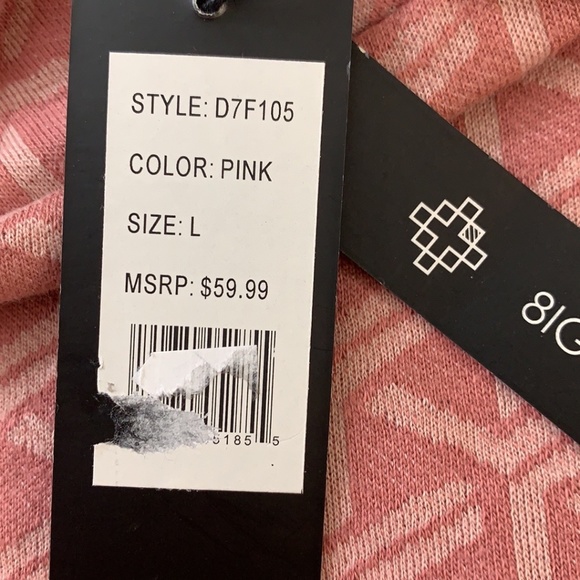 STYLE: D7F105
COLOR: PINK
SIZE: L
MSRP: $59.99
5185 5
8IG